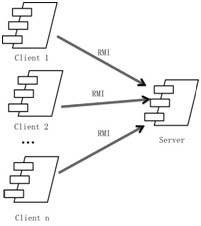 RMI
Client 1
RMI
Client 2
...
RMI
Server
Client n